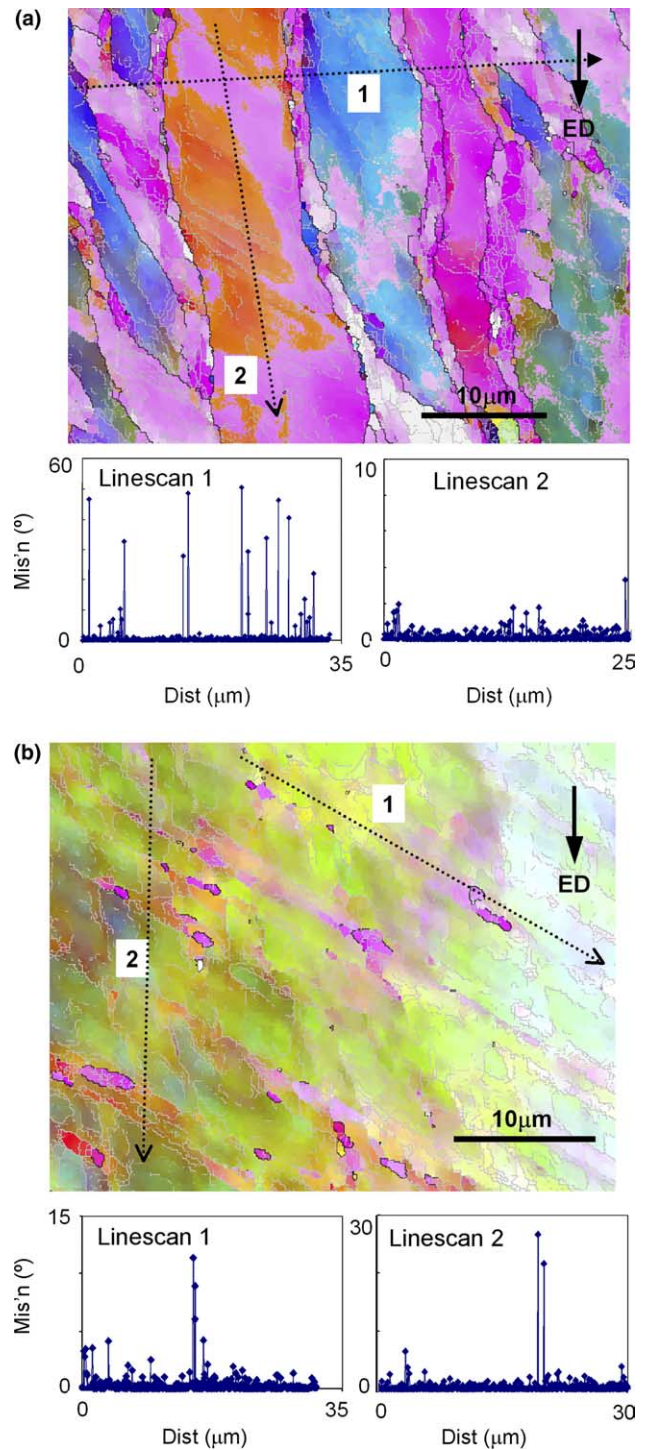 (a)
1
ED
2
10μm
60
Linescan 1
Mis'n (º)
0
0
35
Dist (μm)
10
Linescan 2
0
0
25
Dist (μm)
(b)
1
ED
2
10μm
15
Linescan 1
Mis'n (º)
0
0
35
Dist (μm)
30
Linescan 2
0
0
30
Dist (μm)